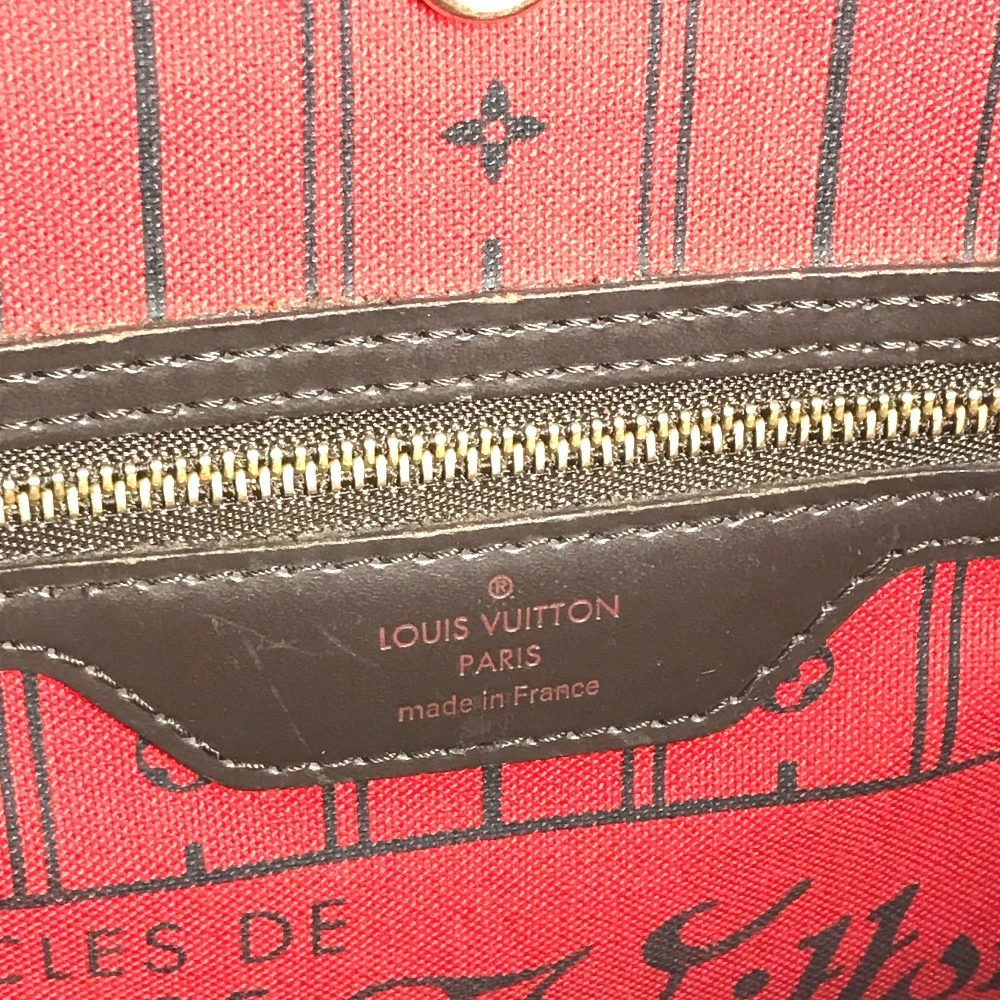 ®
LOUIS VUITTON
PARIS
made in France
CLES DE